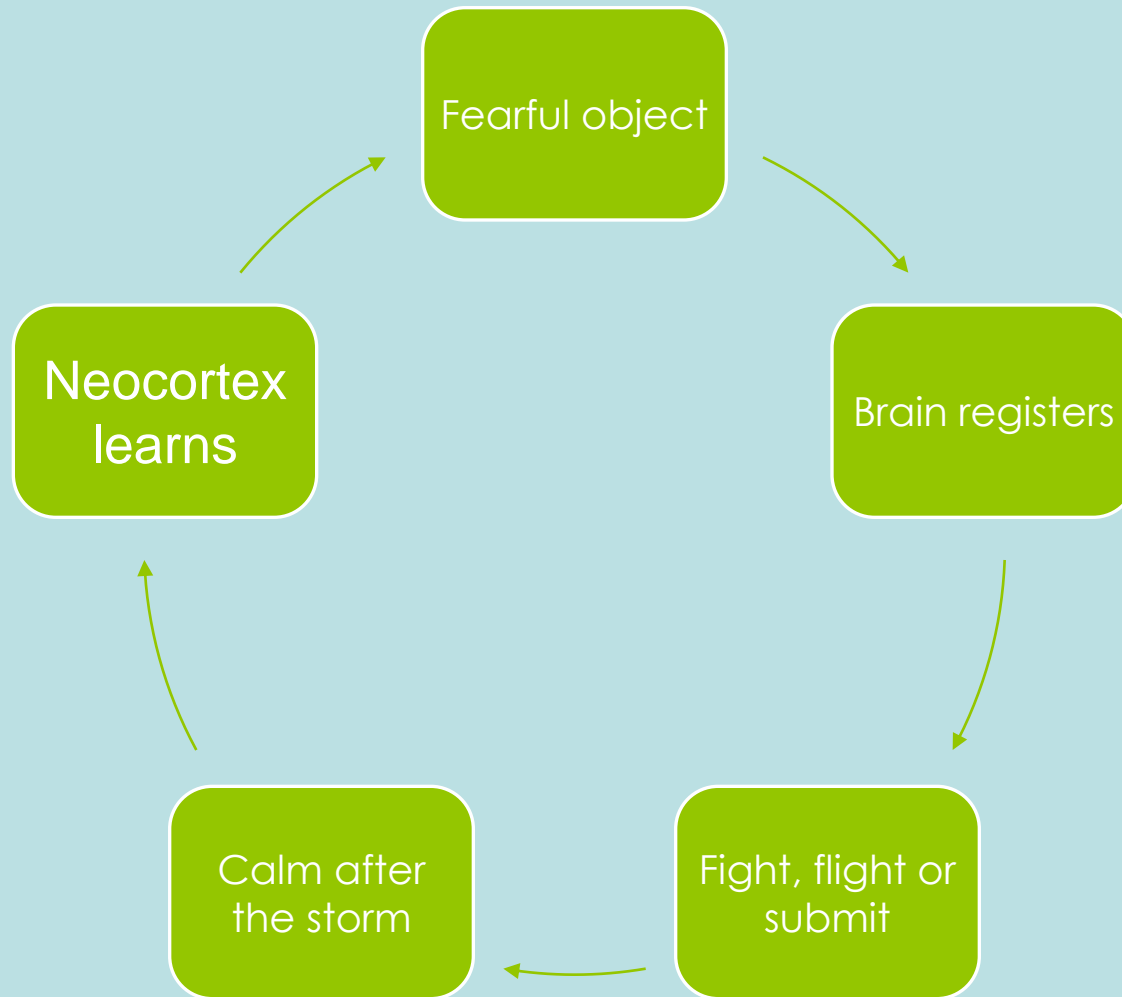 Fearful object
Brain registers
Fight, flight or
submit
Calm after
the storm
Neocortex
learns